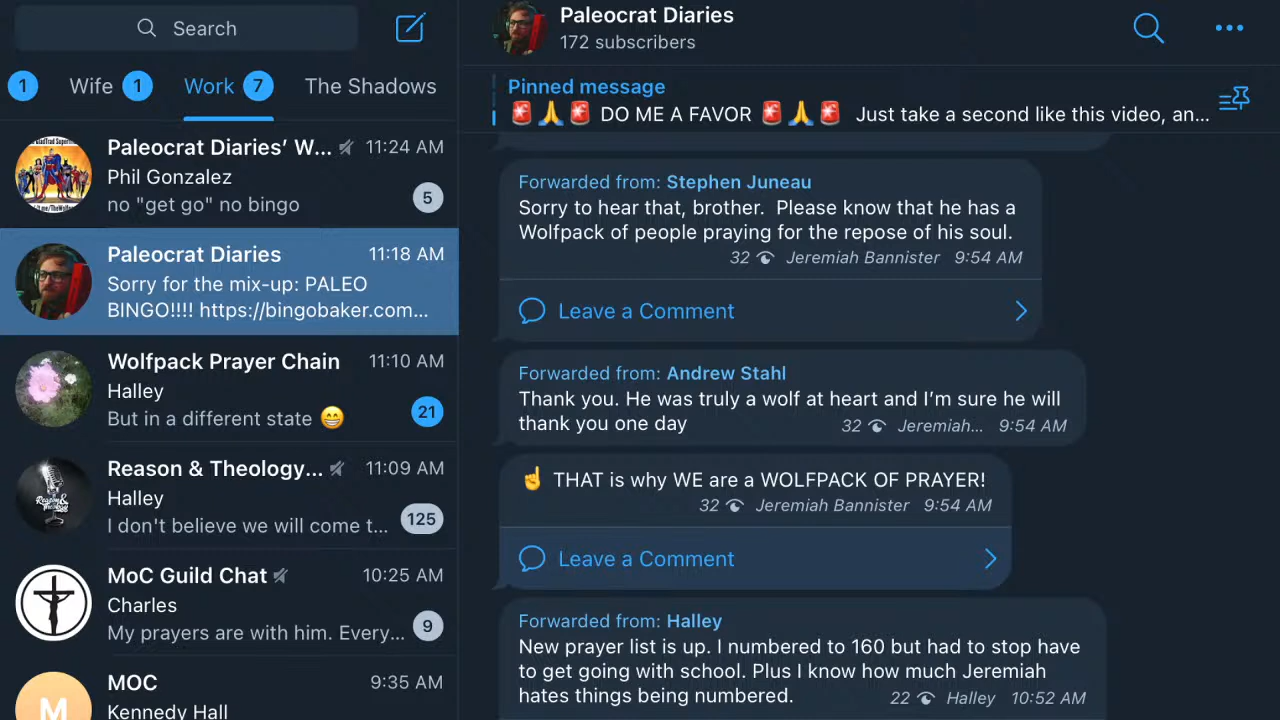 Search
1
Wife 1
Work 7
The Shadows
Paleocrat Diaries’ W... 11:24 AM
Phil Gonzalez
no "get go" no bingo 5
Paleocrat Diaries 11:18 AM
Sorry for the mix-up: PALEO
BINGO!!!! https://bingobaker.com...
Wolfpack Prayer Chain 11:10 AM
Halley
But in a different state 😁 21
Reason & Theology... 11:09 AM
Halley
I don't believe we will come t... 125
MoC Guild Chat 10:25 AM
Charles
My prayers are with him. Every... 9
MOC 9:35 AM
Kennedy Hall
M
Paleocrat Diaries
172 subscribers
Pinned message
🚨🙏🚨 DO ME A FAVOR 🚨🙏🚨 Just take a second like this video, an...
Forwarded from: Stephen Juneau
Sorry to hear that, brother. Please know that he has a
Wolfpack of people praying for the repose of his soul.
32 Jeremiah Bannister 9:54 AM
Leave a Comment
Forwarded from: Andrew Stahl
Thank you. He was truly a wolf at heart and I’m sure he will
thank you one day 32 Jeremiah... 9:54 AM
☝️ THAT is why WE are a WOLFPACK OF PRAYER!
32 Jeremiah Bannister 9:54 AM
Leave a Comment
Forwarded from: Halley
New prayer list is up. I numbered to 160 but had to stop have
to get going with school. Plus I know how much Jeremiah
hates things being numbered. 22 Halley 10:52 AM